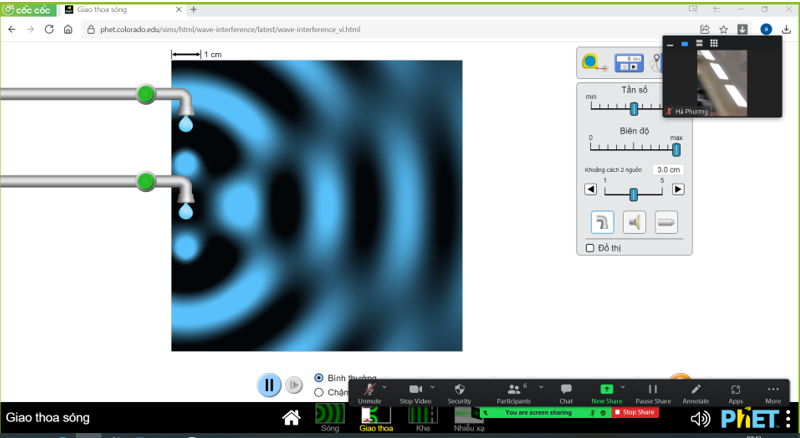 cốc cốc
Giao thoa sóng
phet.colorado.edu/sims/html/wave-interference/latest/wave-interference_vi.html
1 cm
Tần số
min
Hà Phương
Biên độ
0
max
Khoảng cách 2 nguồn
3.0 cm
1
5
Đồ thị
Bình thường
Chậm
Unmute
Stop Video
Security
Participants
6
Chat
New Share
Pause Share
Annotate
Apps
More
You are screen sharing
Stop Share
Giao thoa sóng
Sóng
Giao thoa
Khe
Nhiễu xạ
PhET